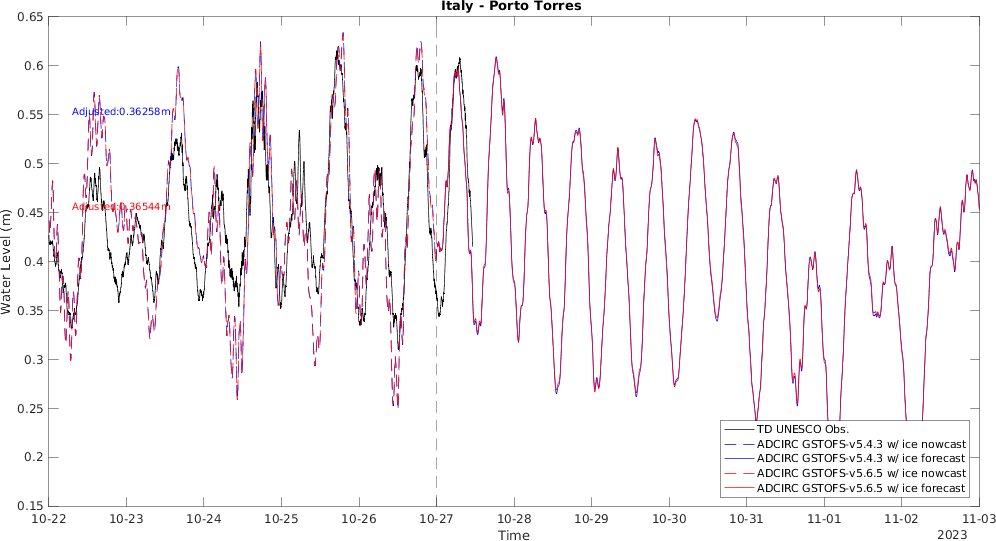 Italy - Porto Torres
0.65
0.6
0.55
0.5
0.45
0.4
0.35
0.3
0.25
0.2
0.15
Water Level (m)
Adjusted:0.36258m
Adjusted:0.36544m
TD UNESCO Obs.
ADCIRC GSTOFS-v5.4.3 w/ ice nowcast
ADCIRC GSTOFS-v5.4.3 w/ ice forecast
ADCIRC GSTOFS-v5.6.5 w/ ice nowcast
ADCIRC GSTOFS-v5.6.5 w/ ice forecast
10-22 10-23 10-24 10-25 10-26 10-27 10-28 10-29 10-30 10-31 11-01 11-02 11-03
Time
2023